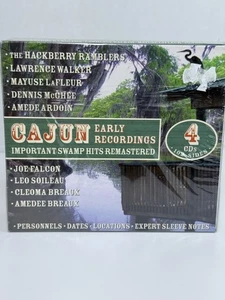 •THE HACKBERRY RAMBLERS
•LAWRENCE WALKER
•MAYUSE LAFLEUR
•DENNIS MCGHEE
•AMEDE ARDOIN
CAJUN EARLY RECORDINGS
IMPORTANT SWAMP HITS REMASTERED
4
CDs
•JOE FALCON
•LEO SOILEAU
•CLEOMA BREAUX
•AMEDEE BREAUX
•PERSONNELS •DATES •LOCATIONS •EXPERT SLEEVE NOTES•